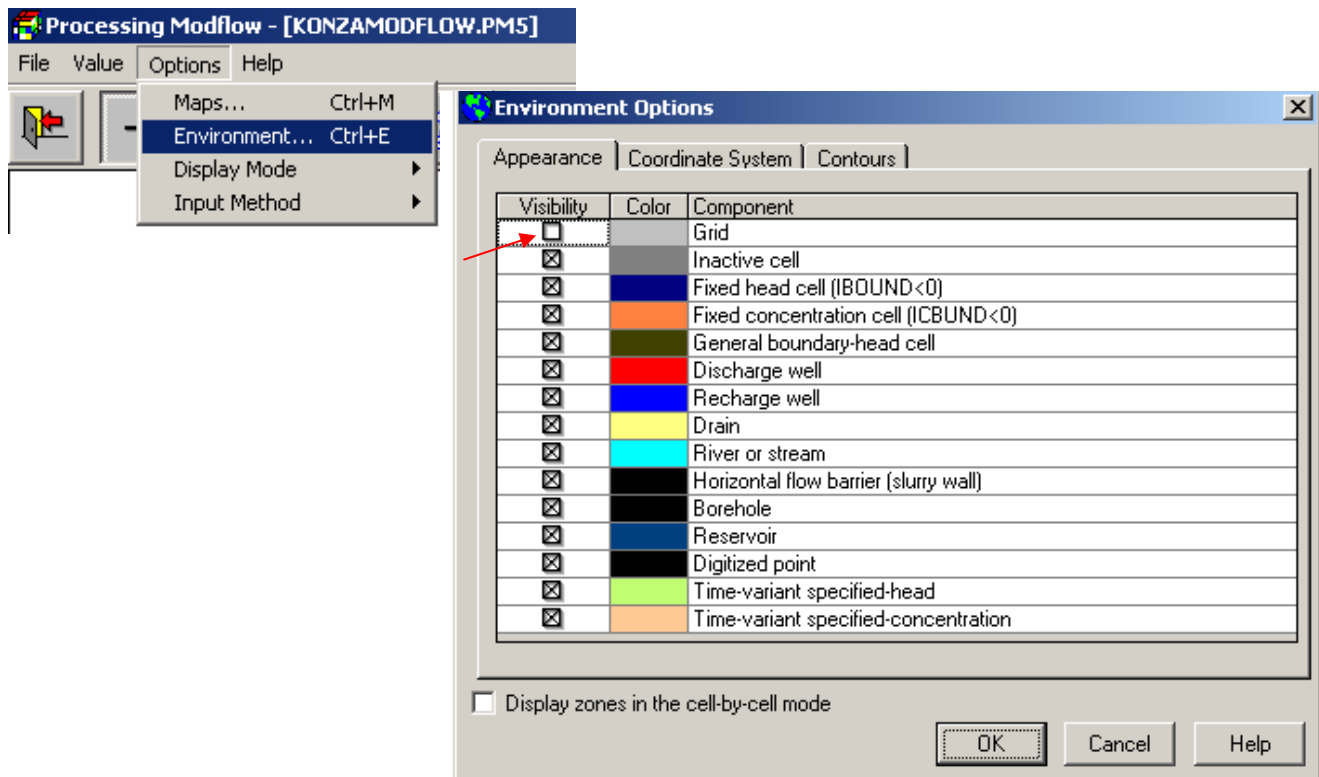 Processing Modflow - [KONZAMODFLOW.PM5]
File Value Options Help
Maps... Ctrl+M
Environment... Ctrl+E
Display Mode
Input Method
Environment Options
Appearance Coordinate System Contours
Visibility Color Component
Grid
Inactive cell
Fixed head cell (IBOUND<0)
Fixed concentration cell (ICBUND<0)
General boundary-head cell
Discharge well
Recharge well
Drain
River or stream
Horizontal flow barrier (slurry wall)
Borehole
Reservoir
Digitized point
Time-variant specified-head
Time-variant specified-concentration
Display zones in the cell-by-cell mode
OK Cancel Help